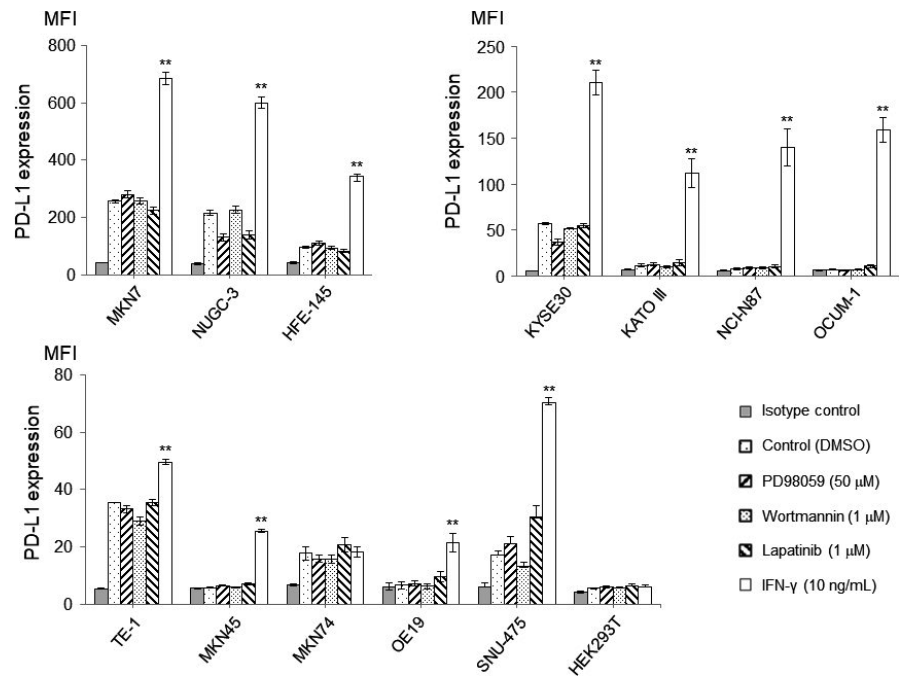 MFI
PD-L1 expression
800
600
400
200
0
**
**
**
MKN7
NUGC-3
HFE-145
MFI
PD-L1 expression
250
200
150
100
50
0
**
**
**
**
KYSE30
KATO III
NCI-N87
OCUM-1
MFI
PD-L1 expression
80
60
40
20
0
**
**
**
**
TE-1
MKN45
MKN74
OE19
SNU-475
HEK293T
Isotype control
Control (DMSO)
PD98059 (50 μM)
Wortmannin (1 μM)
Lapatinib (1 μM)
IFN-γ (10 ng/mL)